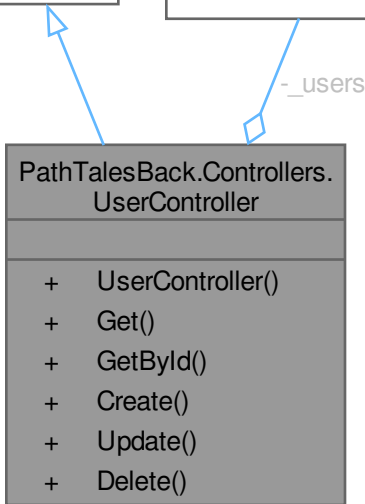 -_users
PathTalesBack.Controllers.
UserController
+ UserController()
+ Get()
+ GetById()
+ Create()
+ Update()
+ Delete()